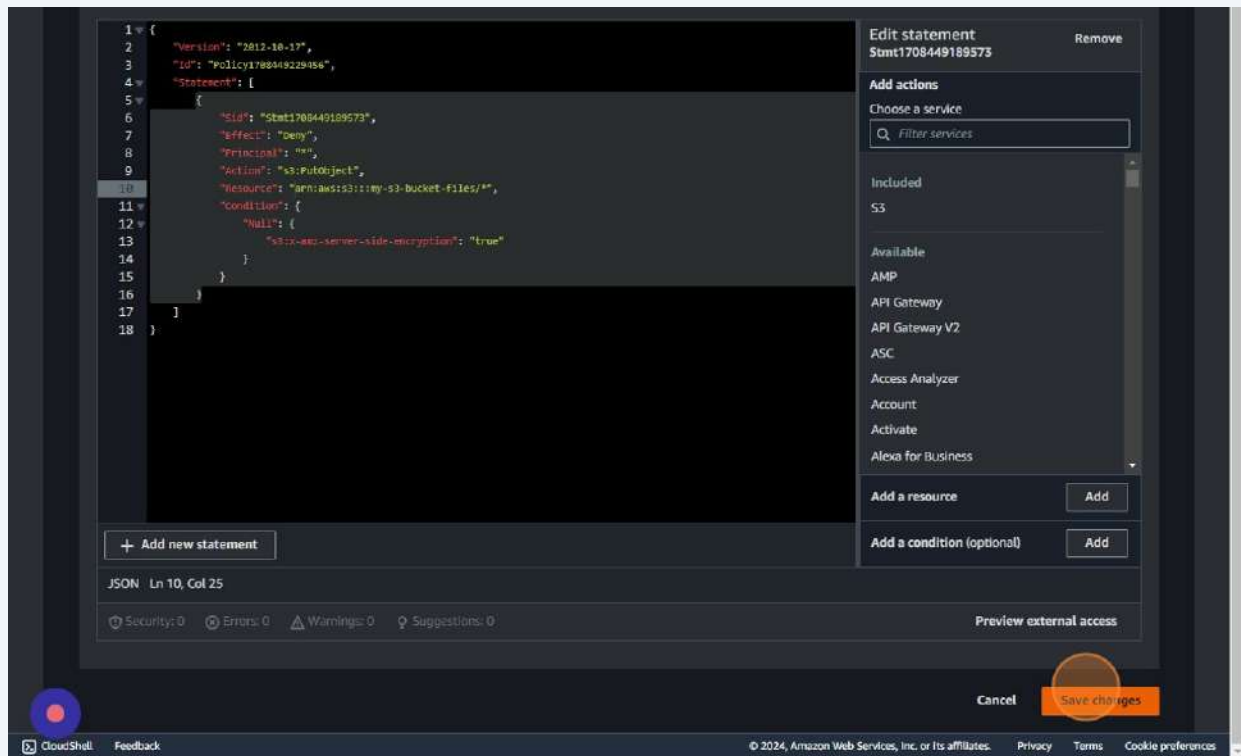 1 {
2 "Version": "2012-10-17",
3 "Id": "Policy1708449229456",
4 "Statement": [
5 {
6 "Sid": "Stmt1708449189573",
7 "Effect": "Deny",
8 "Principal": "*",
9 "Action": "s3:PutObject",
10 "Resource": "arn:aws:s3:::my-s3-bucket-files/*",
11 "Condition": {
12 "Null": {
13 "s3:x-amz-server-side-encryption": "true"
14 }
15 }
16 }
17 ]
18 }
+ Add new statement
JSON Ln 10, Col 25
Security: 0 Errors: 0 Warnings: 0 Suggestions: 0
Edit statement
Remove
Stmt1708449189573
Add actions
Choose a service
Filter services
Included
S3
Available
AMP
API Gateway
API Gateway V2
ASC
Access Analyzer
Account
Activate
Alexa for Business
Add a resource Add
Add a condition (optional) Add
Preview external access
Cancel Save changes
CloudShell Feedback © 2024, Amazon Web Services, Inc. or its affiliates. Privacy Terms Cookie preferences